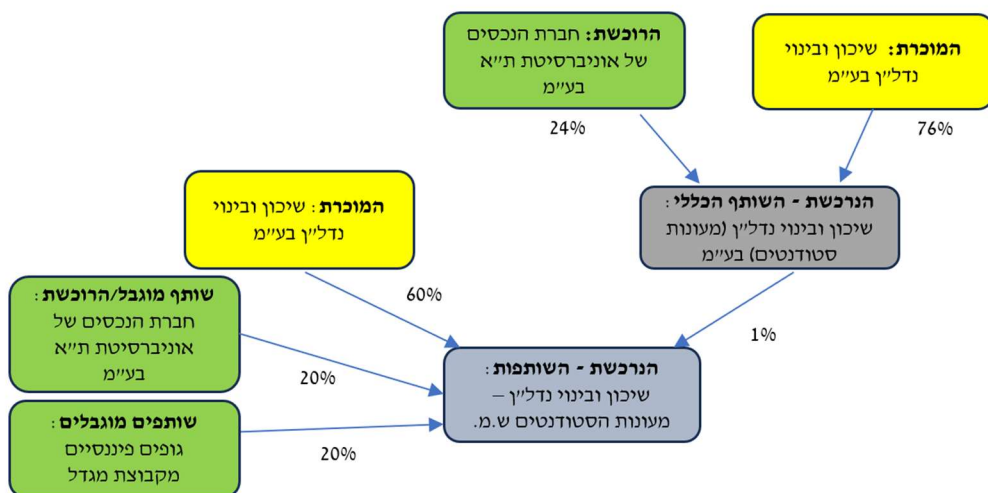 הרוכשת: חברת הנכסים
של אוניברסיטת ת"א
בע"מ
המוכרת: שיכון ובינוי
נדל"ן בע"מ
24%
76%
הנרכשת - השותף הכללי:
שיכון ובינוי נדל"ן (מעונות
סטודנטים) בע"מ
המוכרת: שיכון ובינוי
נדל"ן בע"מ
60%
1%
שותף מוגבל/הרוכשת:
חברת הנכסים של
אוניברסיטת ת"א
בע"מ
20%
הנרכשת - השותפות:
שיכון ובינוי נדל"ן –
מעונות הסטודנטים ש.מ.
שותפים מוגבלים:
גופים פיננסיים
מקבוצת מגדל
20%